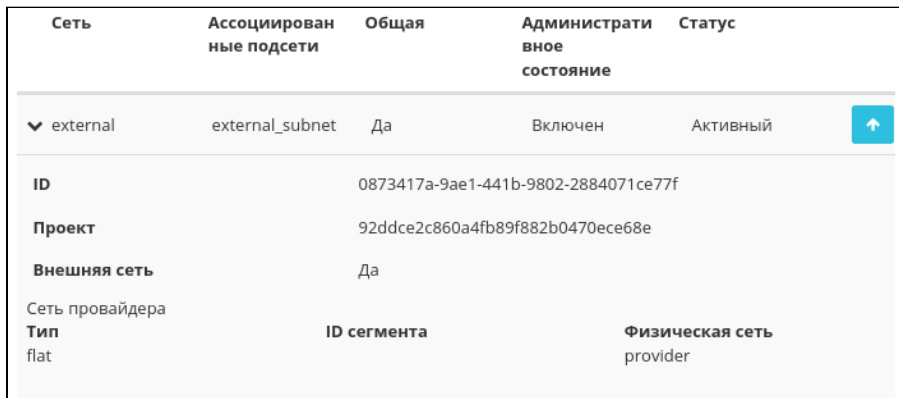 Сеть Ассоциирован Общая Администрати Статус
ные подсети вное
состояние
external external_subnet Да Включен Активный
ID 0873417a-9ae1-441b-9802-2884071ce77f
Проект 92ddce2c860a4fb89f882b0470ece68e
Внешняя сеть Да
Сеть провайдера
Тип ID сегмента Физическая сеть
flat provider